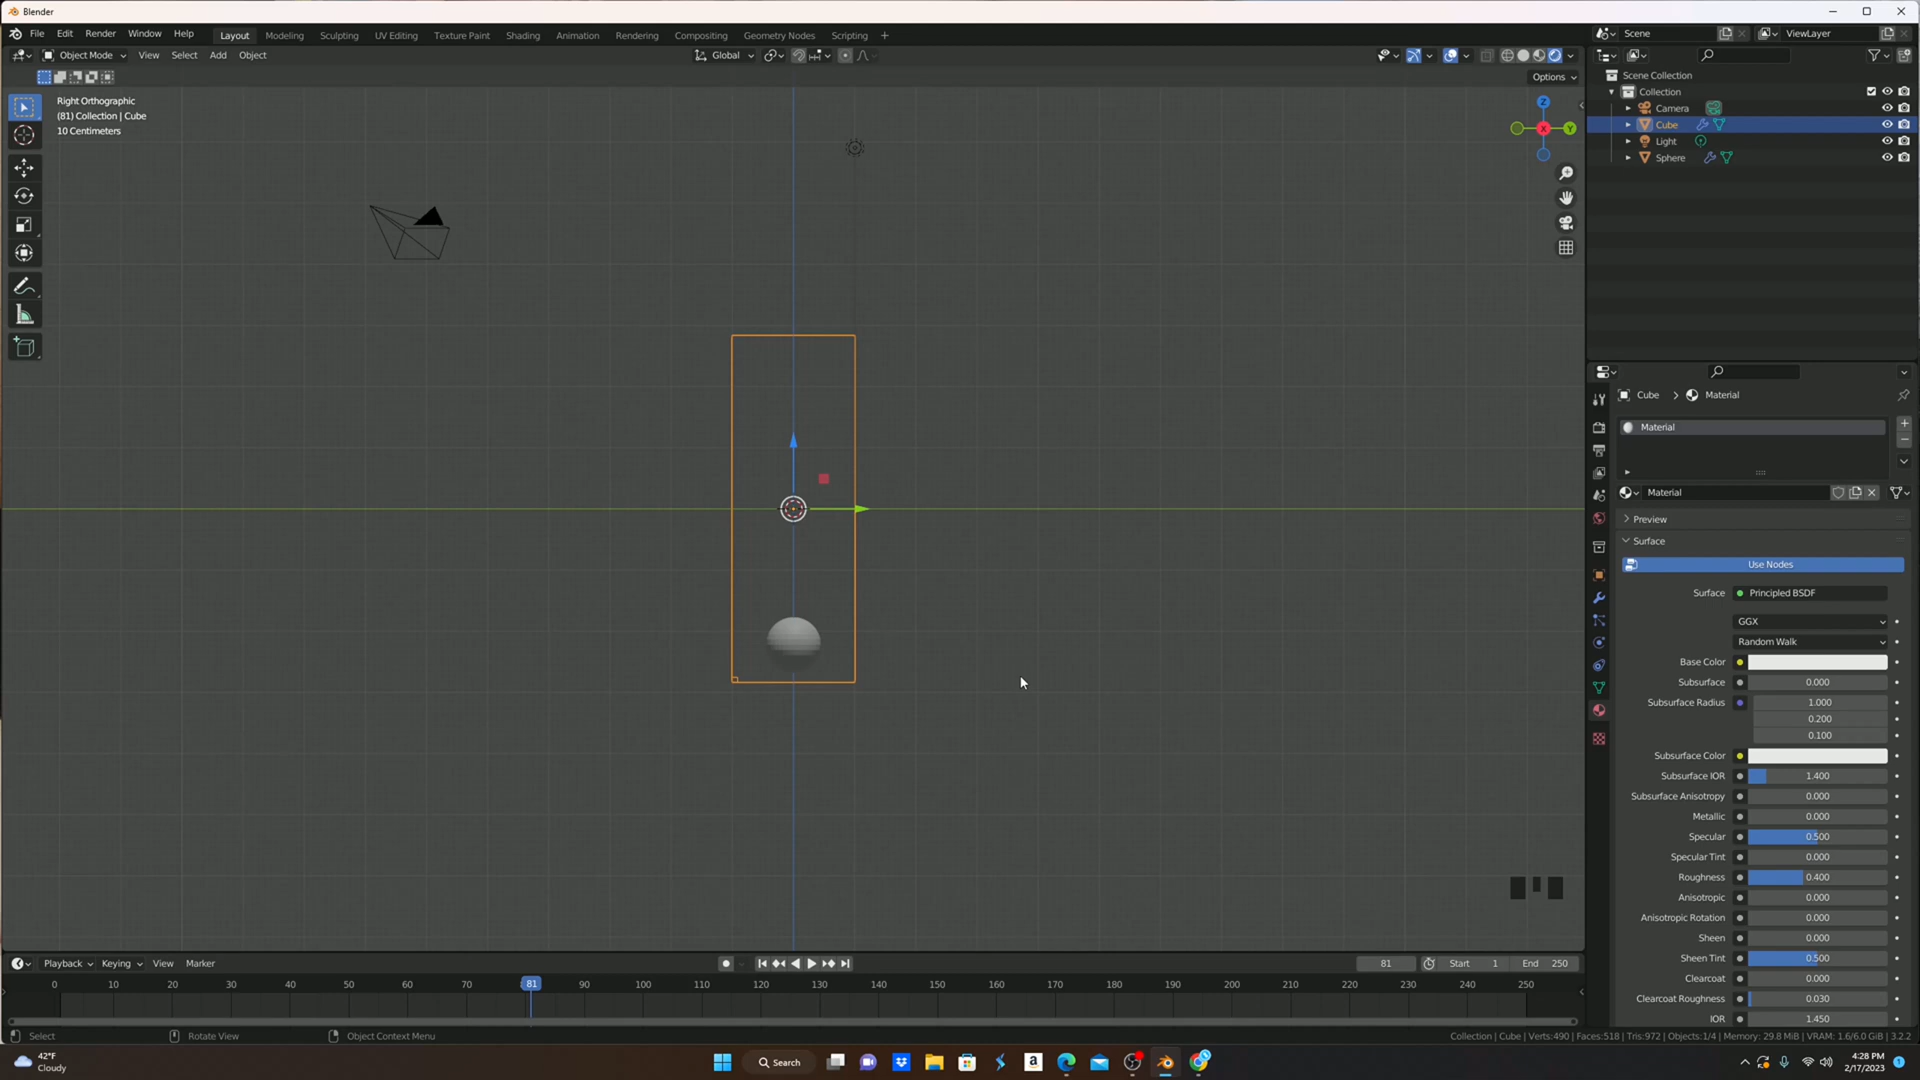 Blender
File Edit Render Window Help Layout Modeling Sculpting UV Editing Texture Paint Shading Animation Rendering Compositing Geometry Nodes Scripting + Scene ViewLayer
Object Mode View Select Add Object Global
Options
Right Orthographic
(81) Collection | Cube
10 Centimeters
Z
X
Y
Scene Collection
Collection
Camera
Cube
Light
Sphere
Cube > Material
Material
Material
Preview
Surface
Use Nodes
Surface Principled BSDF
GGX
Random Walk
Base Color
Subsurface 0.000
Subsurface Radius 1.000
0.200
0.100
Subsurface Color
Subsurface IOR 1.400
Subsurface Anisotropy 0.000
Metallic 0.000
Specular 0.500
Specular Tint 0.000
Roughness 0.400
Anisotropic 0.000
Anisotropic Rotation 0.000
Sheen 0.000
Sheen Tint 0.500
Clearcoat 0.000
Clearcoat Roughness 0.030
IOR 1.450
Playback Keying View Marker 81 Start 1 End 250
0 10 20 30 40 50 60 70 81 90 100 110 120 130 140 150 160 170 180 190 200 210 220 230 240 250
Select Rotate View Object Context Menu Collection | Cube | Verts:490 | Faces:518 | Tris:972 | Objects:1/4 | Memory: 29.8 MiB | VRAM: 1.6/6.0 GiB | 3.2.2
42°F
Cloudy
Search
4:28 PM
2/17/2023